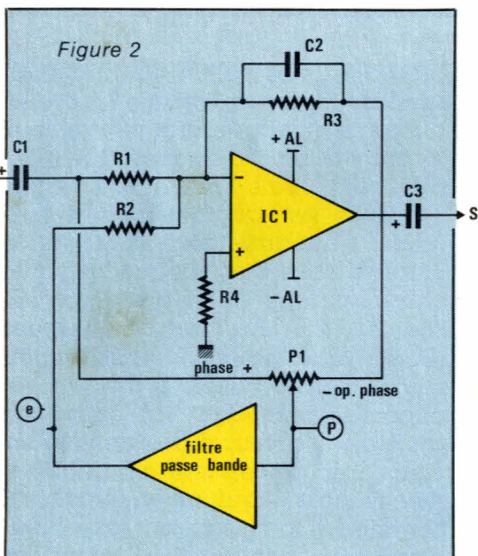 Figure 2
C2
R3
+ AL
C1
+
R1
R2
-
IC1
+
C3
+
S
R4
- AL
phase +
P1
- op. phase
e
P
filtre
passe bande